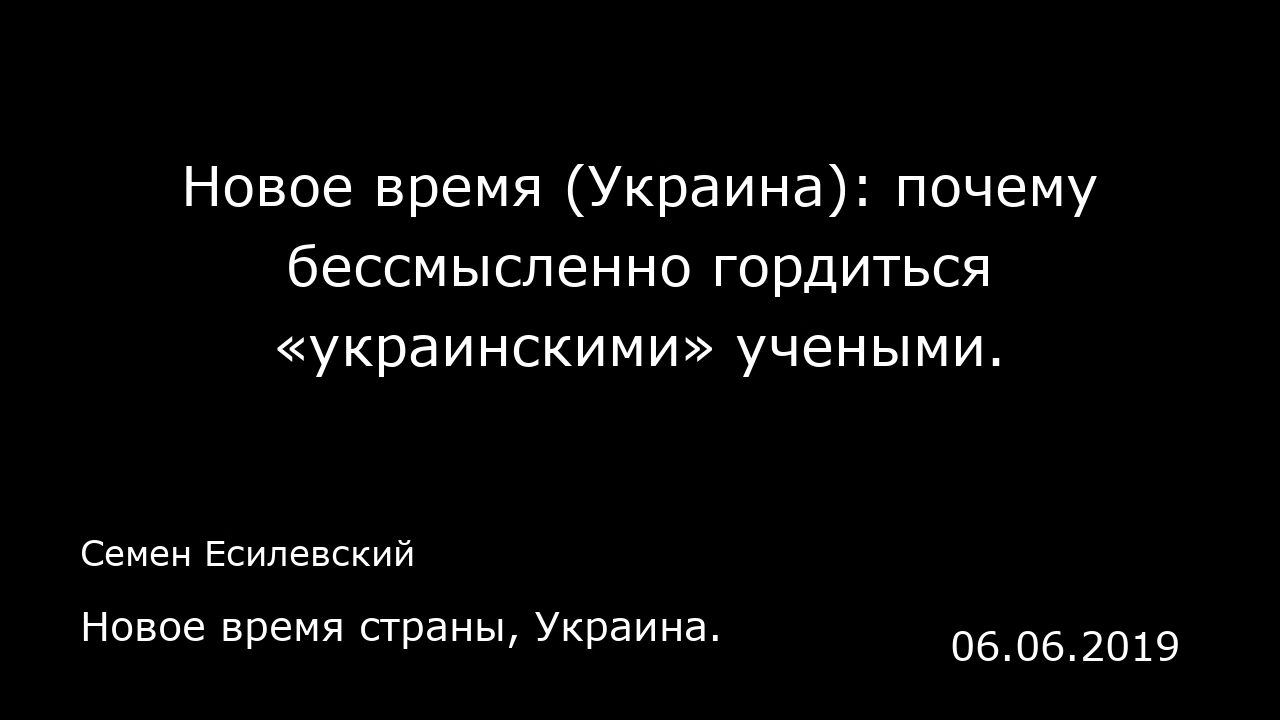 Новое время (Украина): почему
бессмысленно гордиться
«украинскими» учеными.
Семен Есилевский
Новое время страны, Украина.
06.06.2019